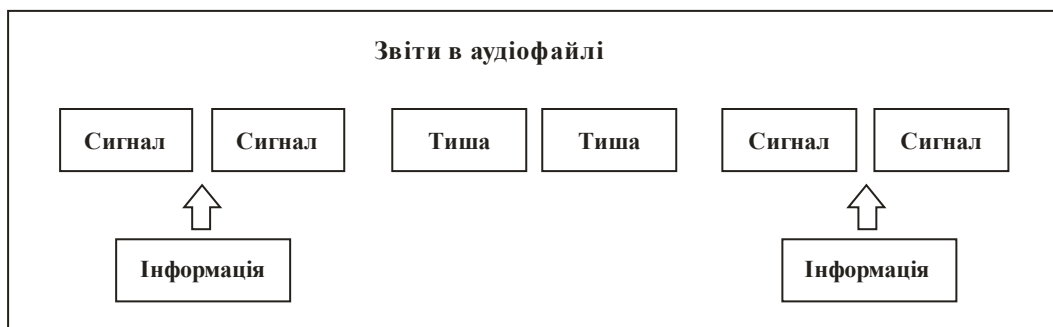 Звіти в аудіофайлі
Сигнал Сигнал Тиша Тиша Сигнал Сигнал
Інформація Інформація